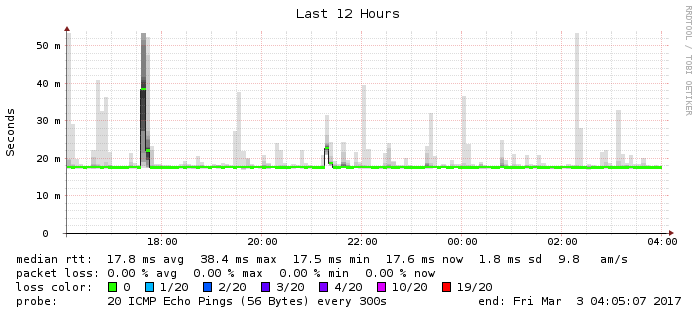 Last 12 Hours
RRDTOOL / TOBI OETIKER
Seconds
50 m
40 m
30 m
20 m
10 m
0
18:00 20:00 22:00 00:00 02:00 04:00
median rtt: 17.8 ms avg 38.4 ms max 17.5 ms min 17.6 ms now 1.8 ms sd 9.8 am/s
packet loss: 0.00 % avg 0.00 % max 0.00 % min 0.00 % now
loss color: 0 1/20 2/20 3/20 4/20 10/20 19/20
probe: 20 ICMP Echo Pings (56 Bytes) every 300s end: Fri Mar 3 04:05:07 2017